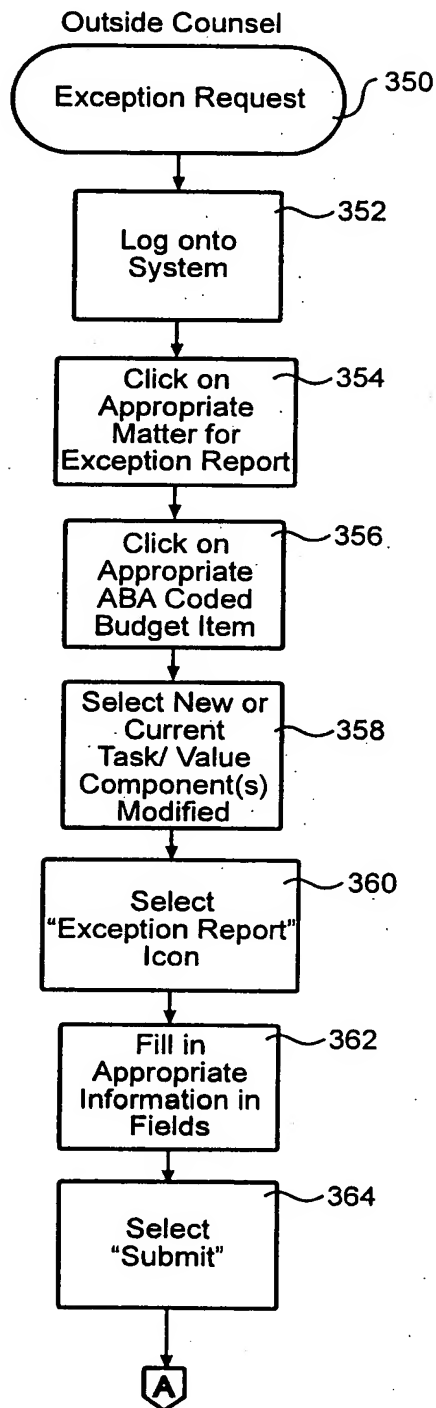 Outside Counsel
Exception Request
350
352
Log onto
System
354
Click on
Appropriate
Matter for
Exception Report
356
Click on
Appropriate
ABA Coded
Budget Item
358
Select New or
Current
Task/ Value
Component(s)
Modified
360
Select
“Exception Report”
Icon
362
Fill in
Appropriate
Information in
Fields
364
Select
“Submit”
A